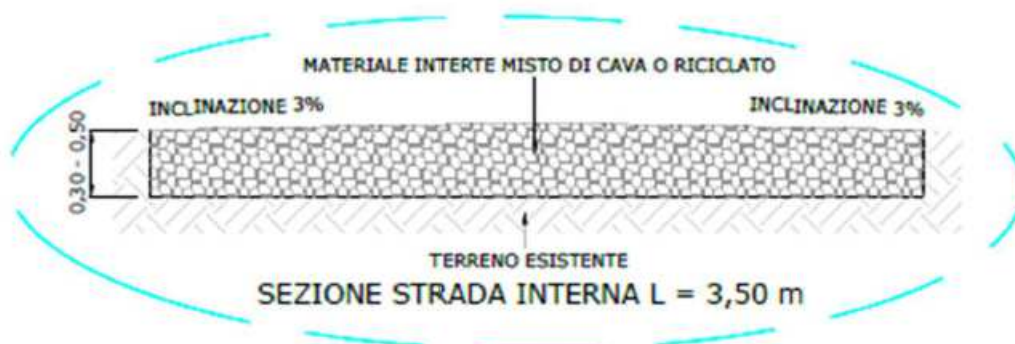 MATERIALE INTERTE MISTO DI CAVA O RICICLATO
INCLINAZIONE 3%
INCLINAZIONE 3%
0,30 - 0,50
TERRENO ESISTENTE
SEZIONE STRADA INTERNA L = 3,50 m